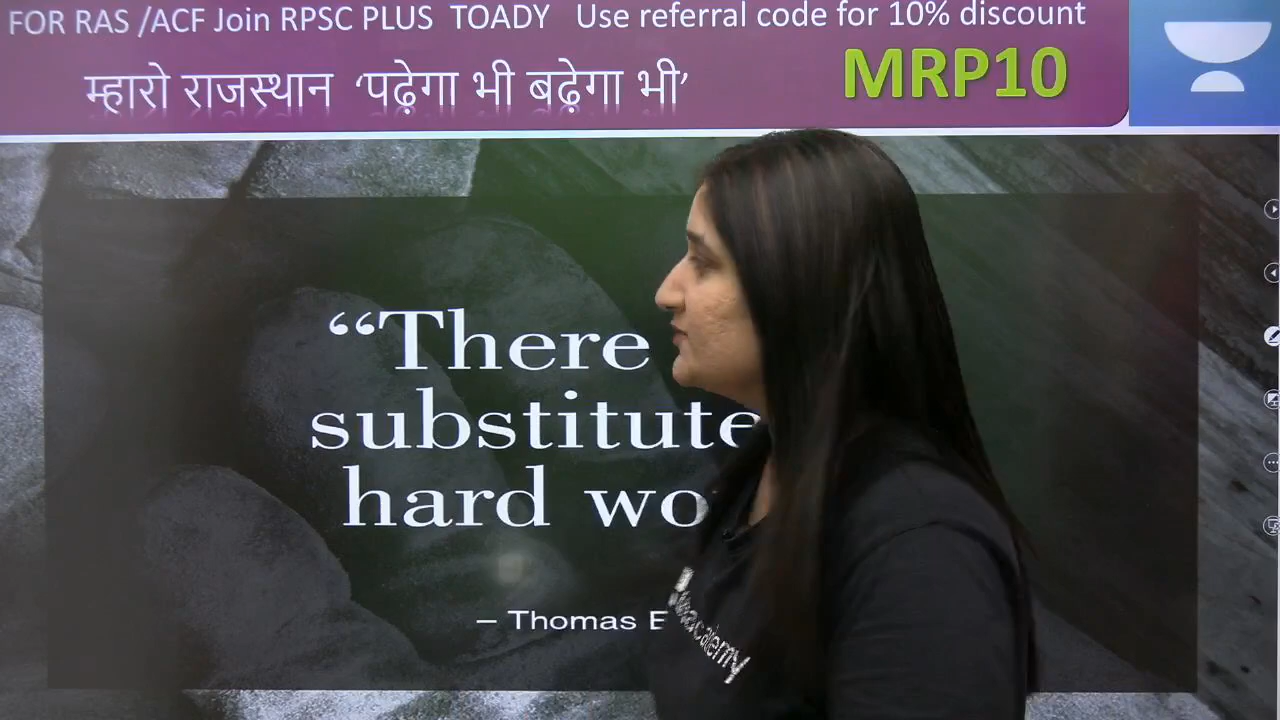 FOR RAS /ACF Join RPSC PLUS TOADY Use referral code for 10% discount
म्हारो राजस्थान ‘पढ़ेगा भी बढ़ेगा भी’
MRP10
“There
substitute
hard wo
– Thomas E